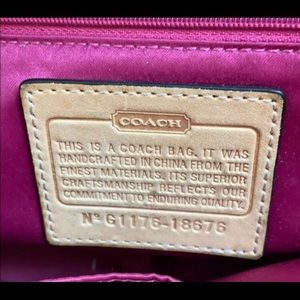 COACH
THIS IS A COACH BAG. IT WAS
HANDCRAFTED IN CHINA FROM THE
FINEST MATERIALS. ITS SUPERIOR
CRAFTSMANSHIP REFLECTS OUR
COMMITMENT TO ENDURING QUALITY.
Nº G1176-18676